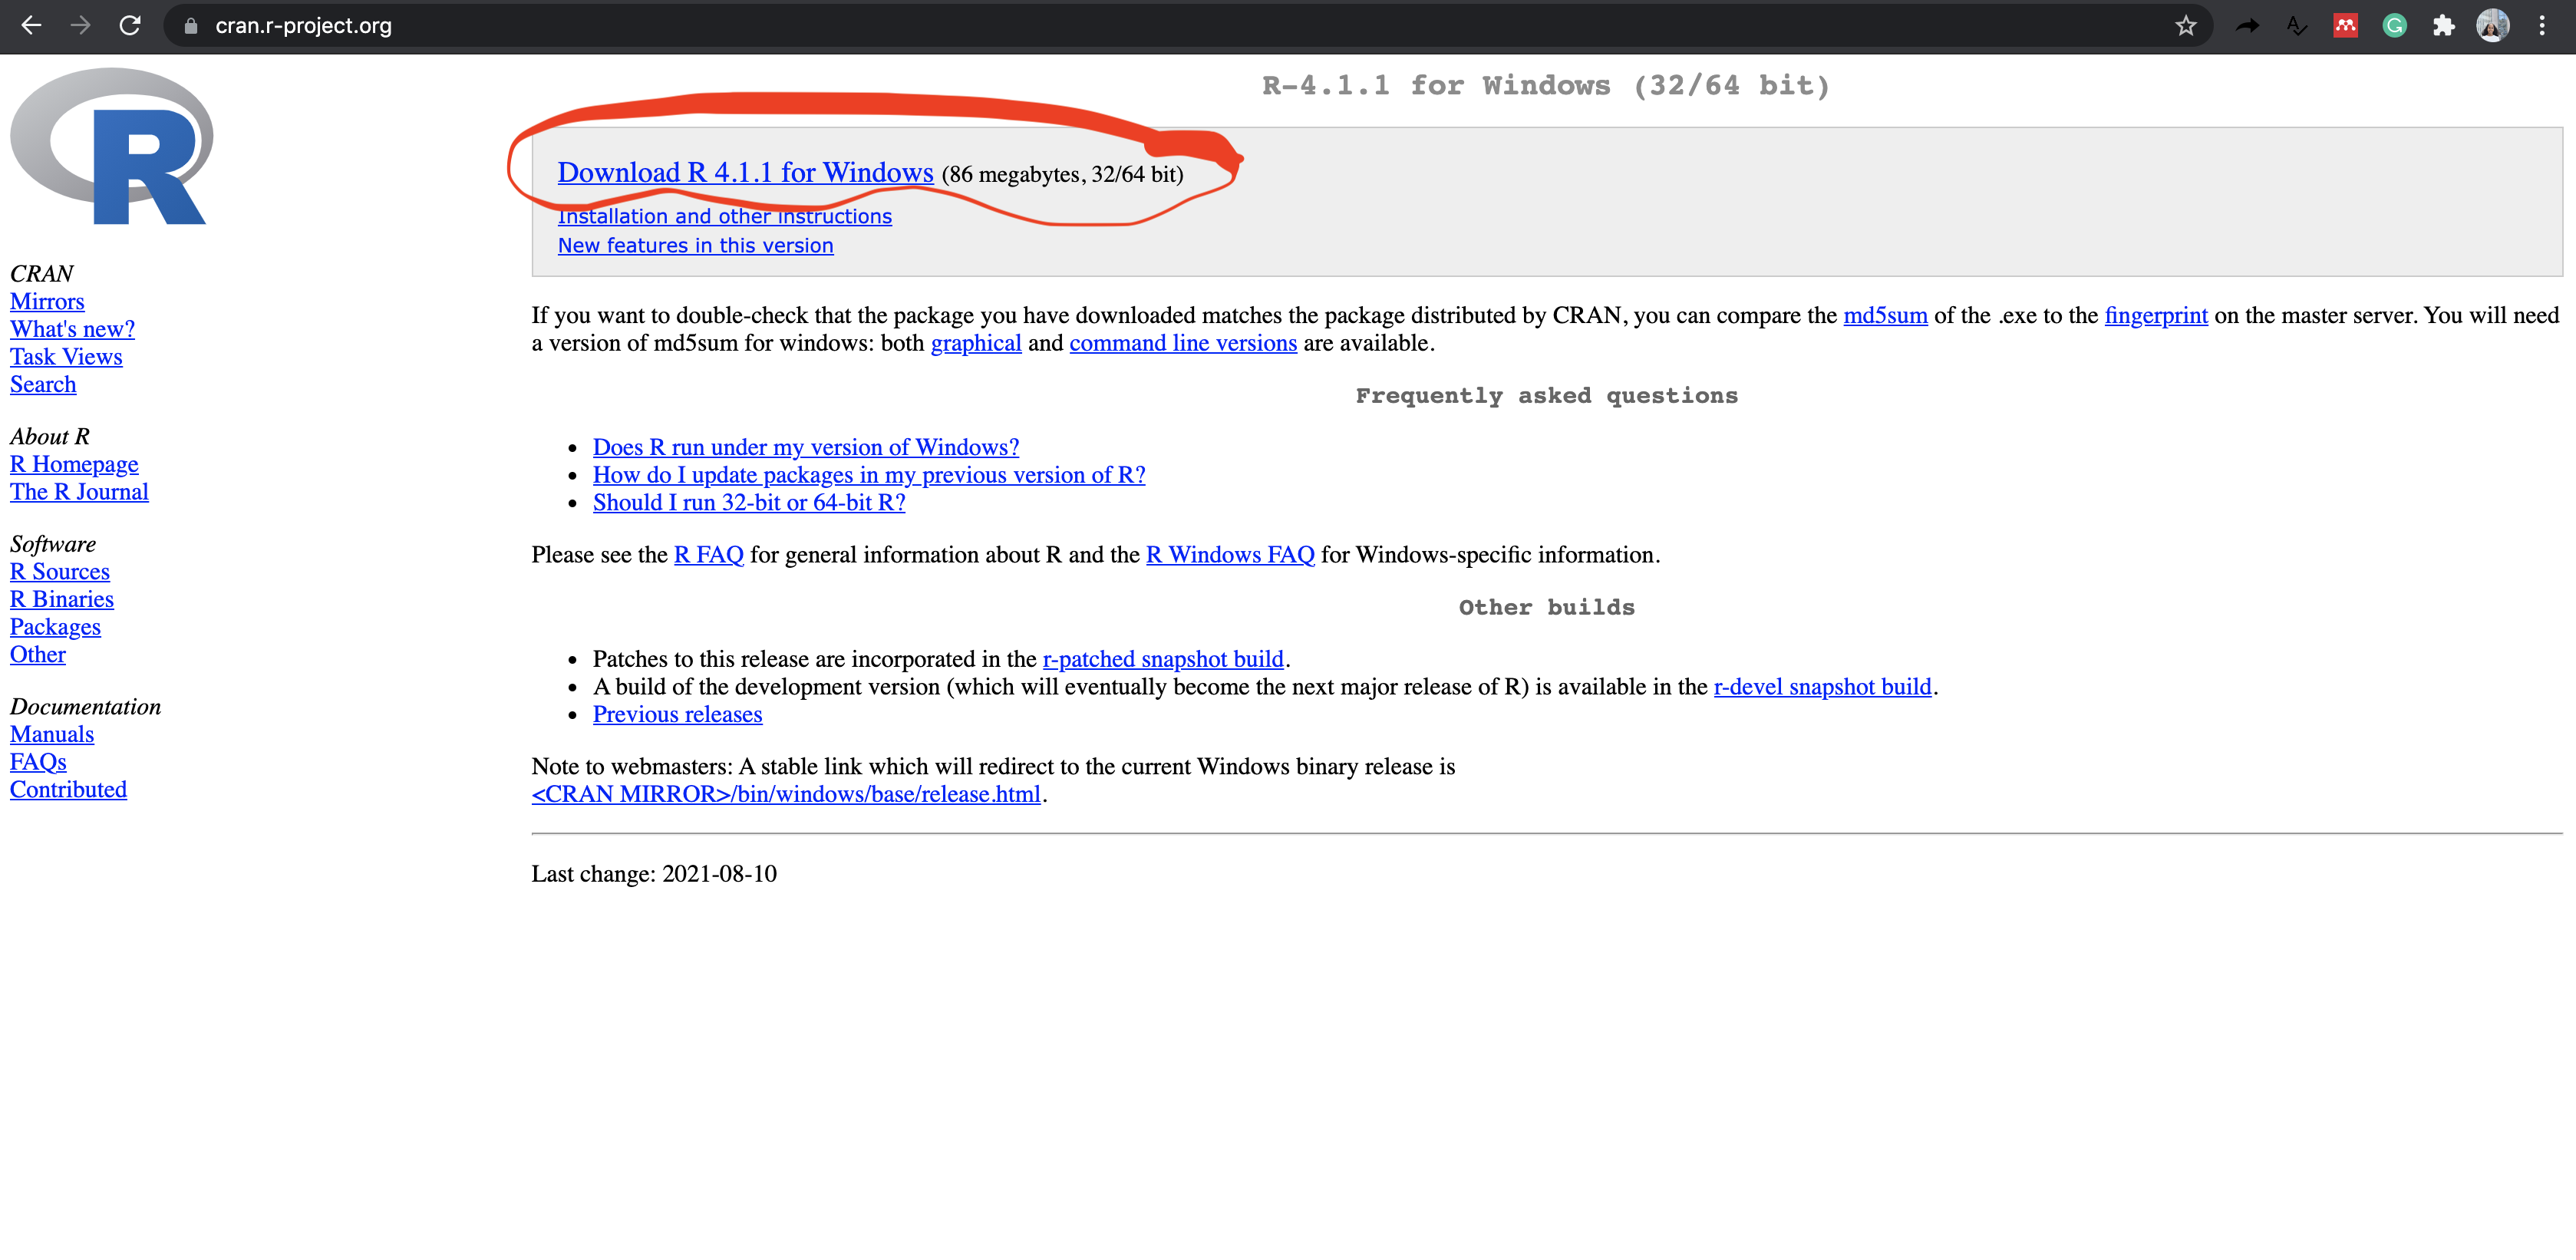 cran.r-project.org
R
CRAN
Mirrors
What's new?
Task Views
Search
About R
R Homepage
The R Journal
Software
R Sources
R Binaries
Packages
Other
Documentation
Manuals
FAQs
Contributed
R-4.1.1 for Windows (32/64 bit)
Download R 4.1.1 for Windows (86 megabytes, 32/64 bit)
Installation and other instructions
New features in this version
If you want to double-check that the package you have downloaded matches the package distributed by CRAN, you can compare the md5sum of the .exe to the fingerprint on the master server. You will need
a version of md5sum for windows: both graphical and command line versions are available.
Frequently asked questions
• Does R run under my version of Windows?
• How do I update packages in my previous version of R?
• Should I run 32-bit or 64-bit R?
Please see the R FAQ for general information about R and the R Windows FAQ for Windows-specific information.
Other builds
• Patches to this release are incorporated in the r-patched snapshot build.
• A build of the development version (which will eventually become the next major release of R) is available in the r-devel snapshot build.
• Previous releases
Note to webmasters: A stable link which will redirect to the current Windows binary release is
<CRAN MIRROR>/bin/windows/base/release.html.
Last change: 2021-08-10